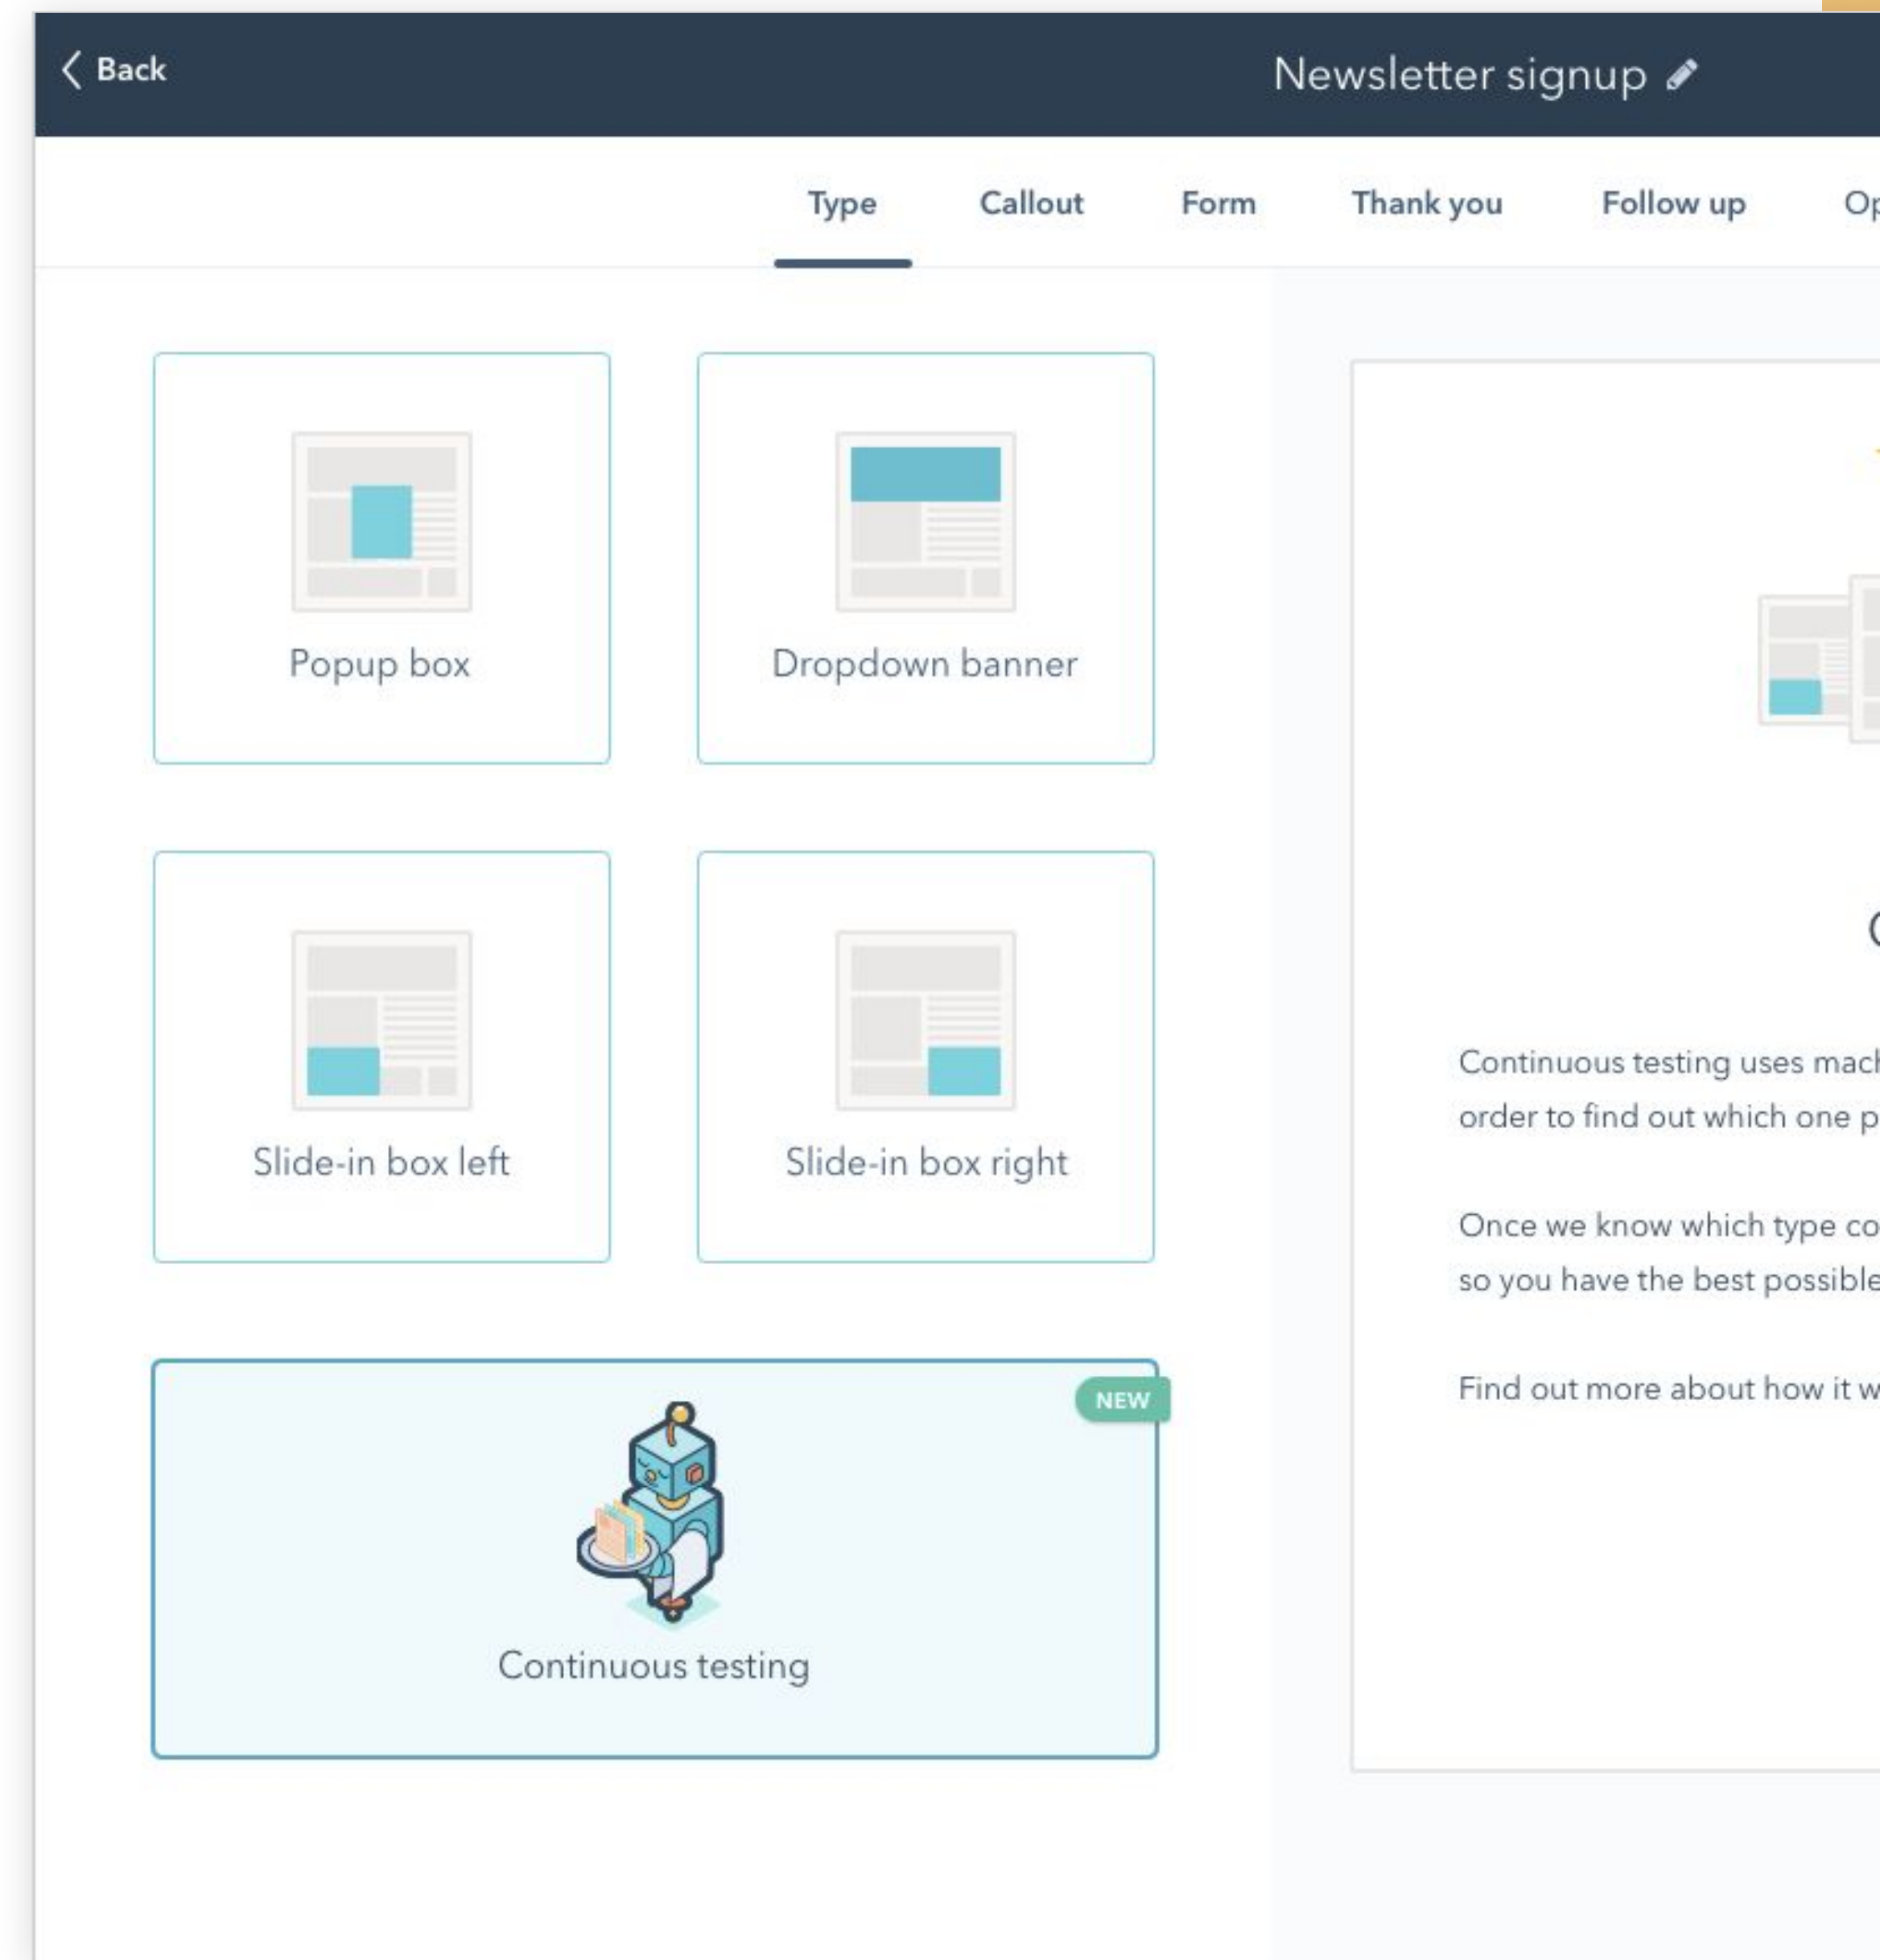 Back
Newsletter signup
Type
Callout
Form
Thank you
Follow up
Popup box
Dropdown banner
Slide-in box left
Slide-in box right
NEW
Continuous testing
Continuous testing uses
order to find out which one
Once we know which type
so you have the best possible
Find out more about how it